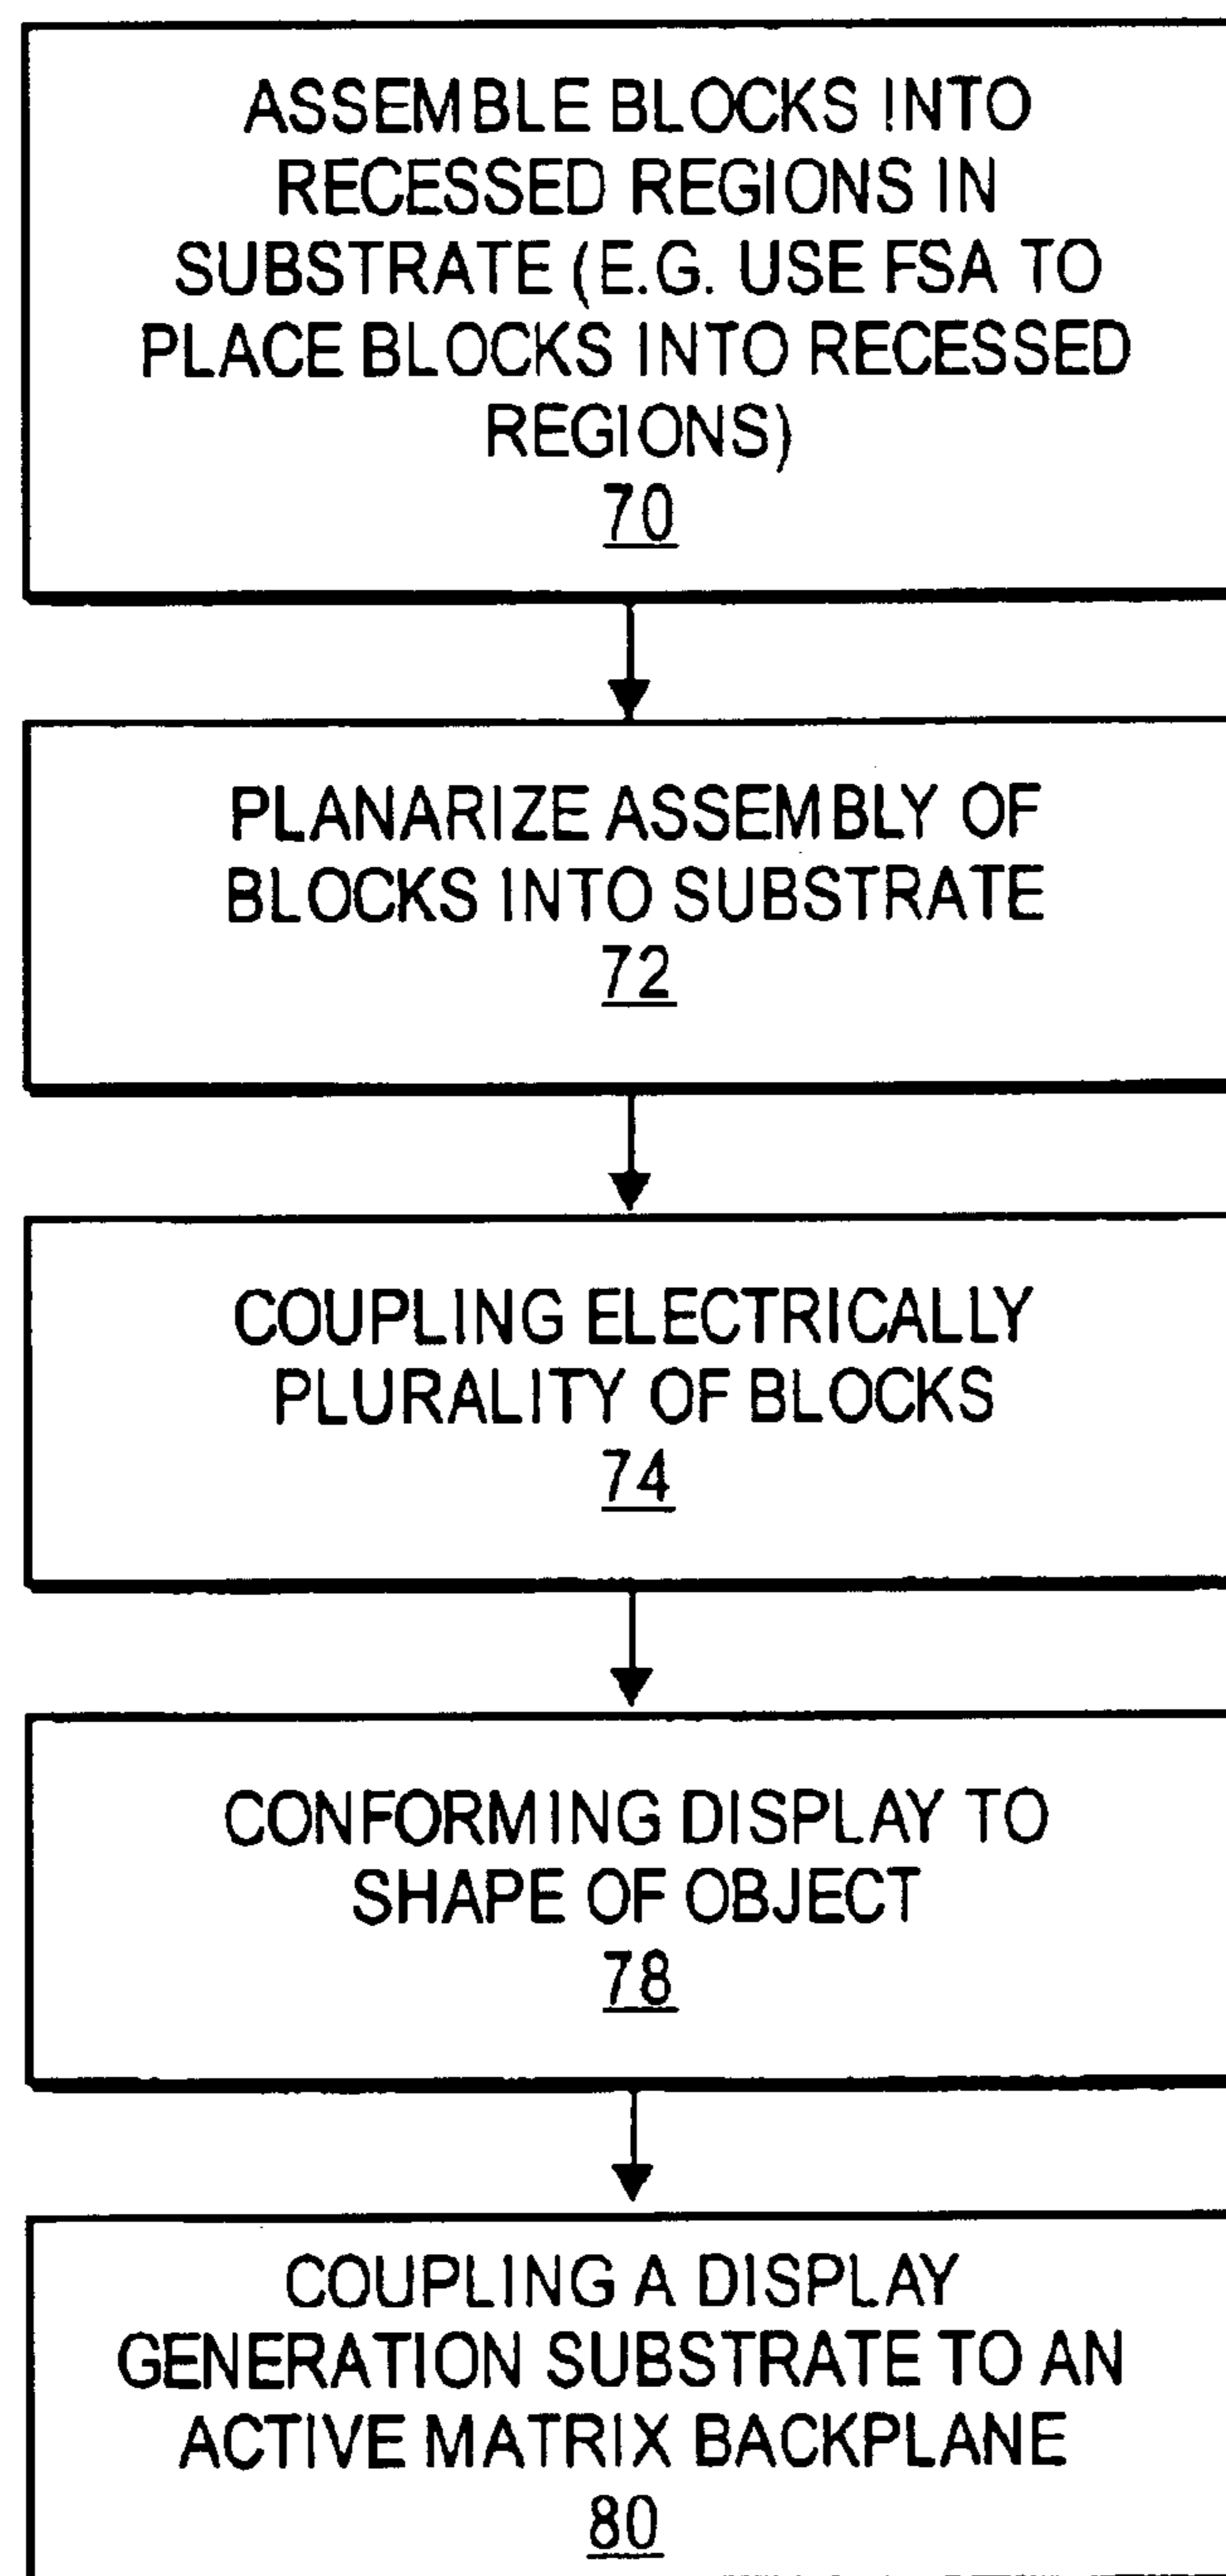 ASSEMBLE BLOCKS INTO
RECESSED REGIONS IN
SUBSTRATE (E.G. USE FSA TO
PLACE BLOCKS INTO RECESSED
REGIONS)
70
PLANARIZE ASSEMBLY OF
BLOCKS INTO SUBSTRATE
72
COUPLING ELECTRICALLY
PLURALITY OF BLOCKS
74
CONFORMING DISPLAY TO
SHAPE OF OBJECT
78
COUPLING A DISPLAY
GENERATION SUBSTRATE TO AN
ACTIVE MATRIX BACKPLANE
80